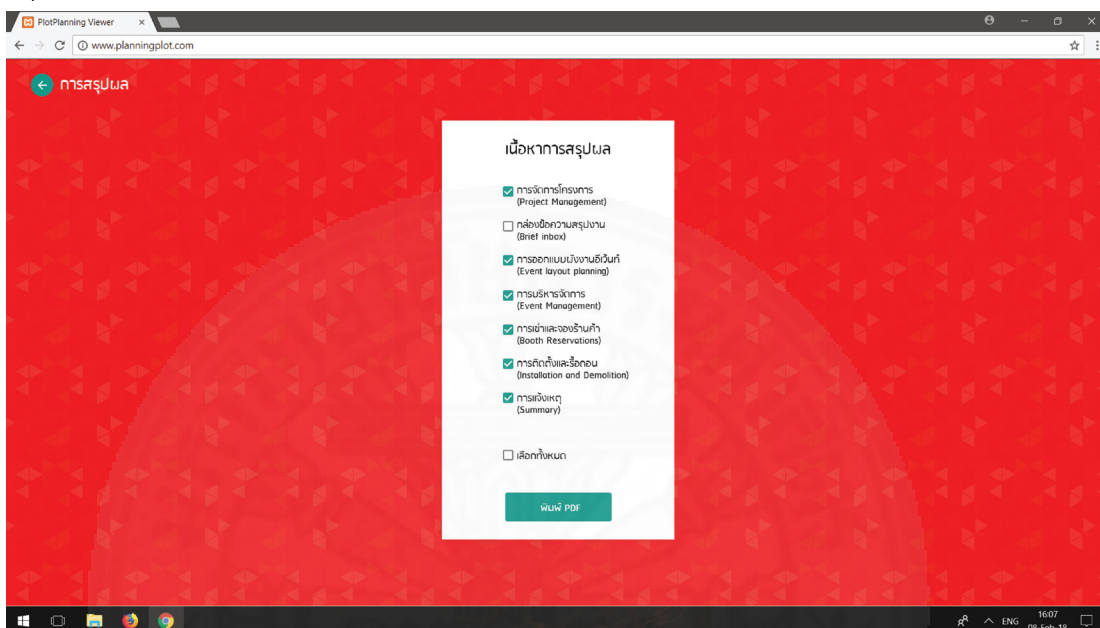 PlotPlanning Viewer
www.planningplot.com
การสรุปผล
เนื้อหาการสรุปผล
การจัดการโครงการ
(Project Management)
กล่องข้อความสรุปงาน
(Brief inbox)
การออกแบบผังงานอีเว้นท์
(Event layout planning)
การบริหารจัดการ
(Event Management)
การเช่าและจองร้านค้า
(Booth Reservations)
การติดตั้งและรื้อถอน
(Installation and Demolition)
การแจ้งเหตุ
(Summary)
เลือกทั้งหมด
พิมพ์ PDF
16:07
ENG
08-Feb-18